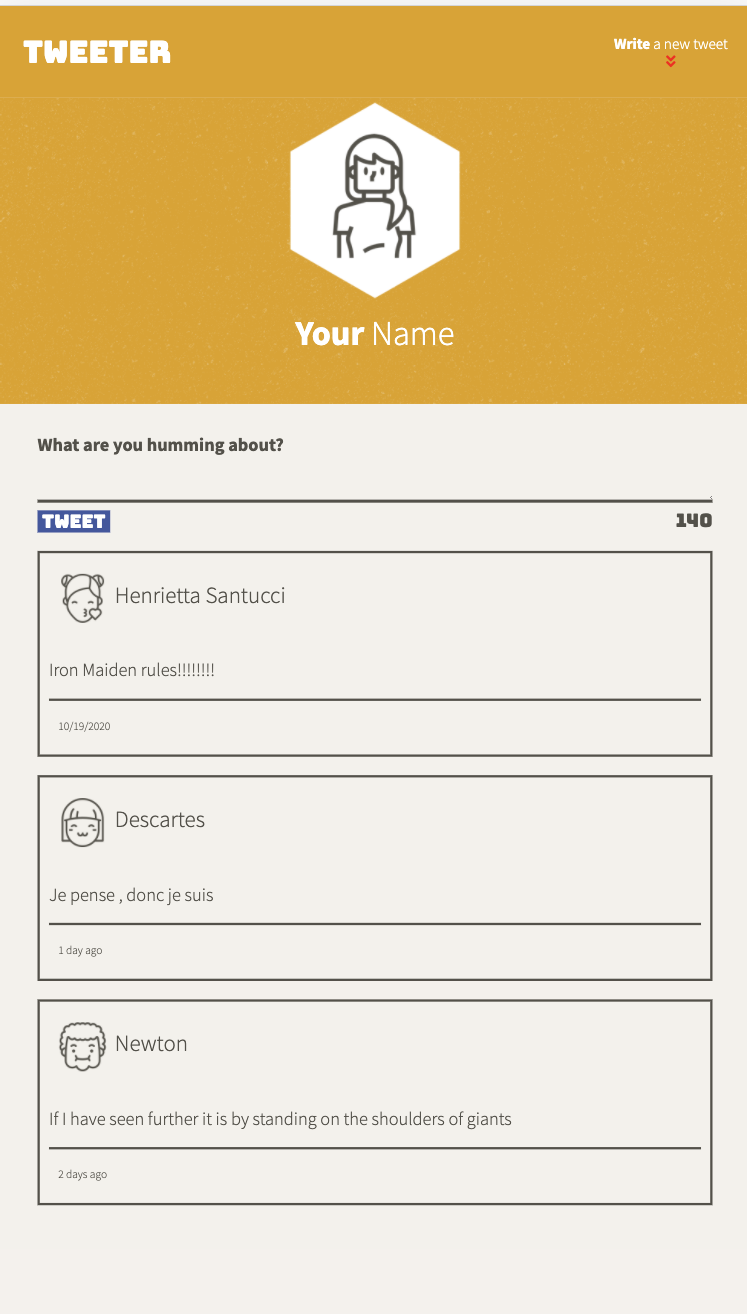 TWEETER
Write a new tweet
Your Name
What are you humming about?
TWEET
140
Henrietta Santucci
Iron Maiden rules!!!!!!!!
10/19/2020
Descartes
Je pense , donc je suis
1 day ago
Newton
If I have seen further it is by standing on the shoulders of giants
2 days ago